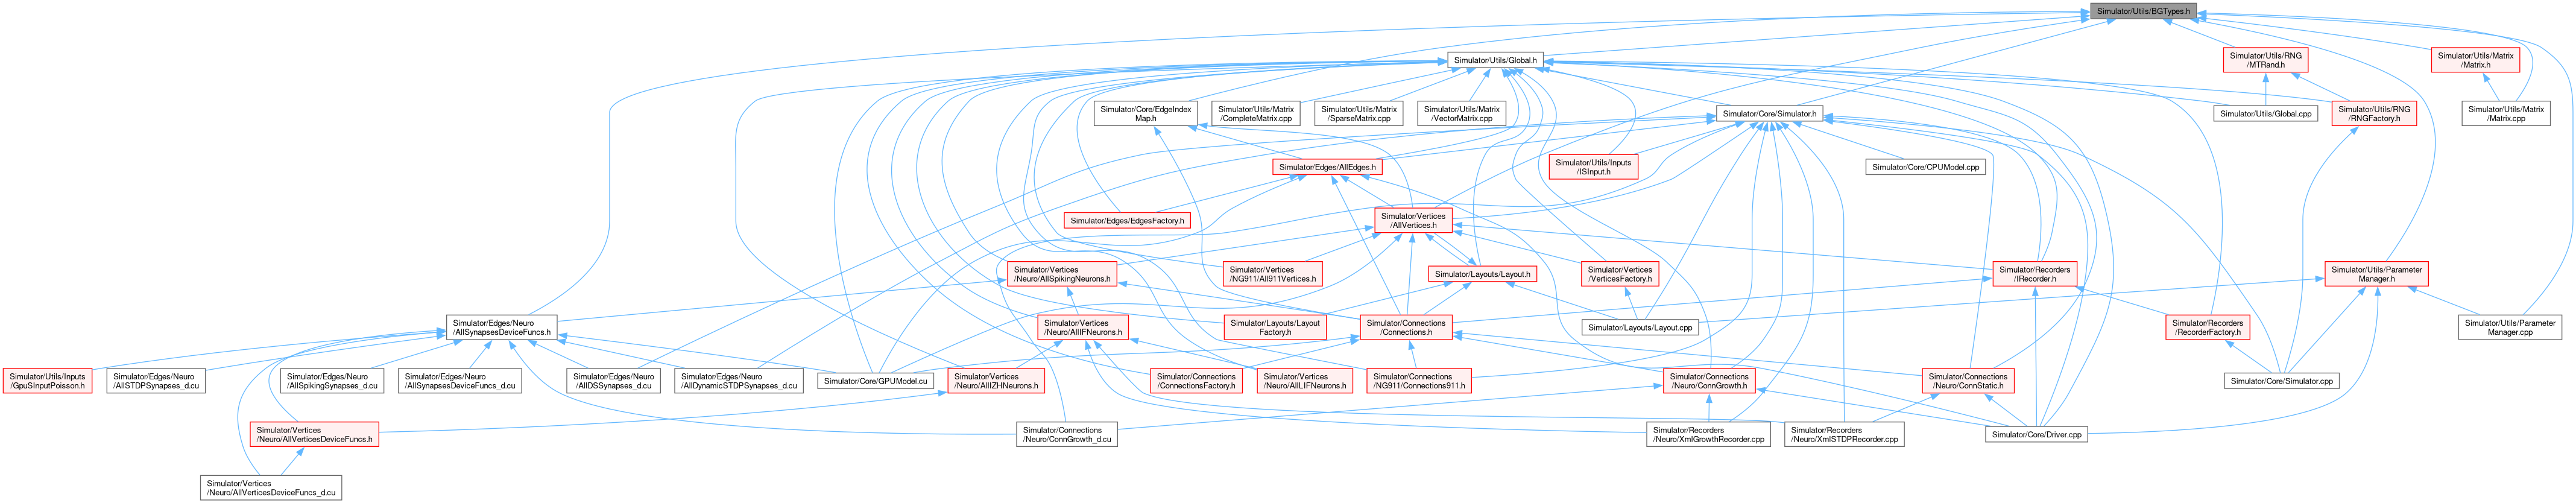 Simulator/Utils/BGTypes.h
Simulator/Utils/Global.h
Simulator/Utils/RNG
/MTRand.h
Simulator/Utils/Matrix
/Matrix.h
Simulator/Core/EdgeIndex
Map.h
Simulator/Utils/Matrix
/CompleteMatrix.cpp
Simulator/Utils/Matrix
/SparseMatrix.cpp
Simulator/Utils/Matrix
/VectorMatrix.cpp
Simulator/Core/Simulator.h
Simulator/Utils/Global.cpp
Simulator/Utils/RNG
/RNGFactory.h
Simulator/Utils/Matrix
/Matrix.cpp
Simulator/Edges/AllEdges.h
Simulator/Utils/Inputs
/ISInput.h
Simulator/Core/CPUModel.cpp
Simulator/Edges/EdgesFactory.h
Simulator/Vertices
/AllVertices.h
Simulator/Vertices
/Neuro/AllSpikingNeurons.h
Simulator/Vertices
/NG911/All911Vertices.h
Simulator/Layouts/Layout.h
Simulator/Vertices
/VerticesFactory.h
Simulator/Recorders
/IRecorder.h
Simulator/Utils/Parameter
Manager.h
Simulator/Edges/Neuro
/AllSynapsesDeviceFuncs.h
Simulator/Vertices
/Neuro/AllIFNeurons.h
Simulator/Layouts/Layout
Factory.h
Simulator/Connections
/Connections.h
Simulator/Layouts/Layout.cpp
Simulator/Recorders
/RecorderFactory.h
Simulator/Utils/Parameter
Manager.cpp
Simulator/Utils/Inputs
/GpuSInputPoisson.h
Simulator/Edges/Neuro
/AllSTDPSynapses_d.cu
Simulator/Edges/Neuro
/AllSpikingSynapses_d.cu
Simulator/Edges/Neuro
/AllSynapsesDeviceFuncs_d.cu
Simulator/Edges/Neuro
/AllDSSynapses_d.cu
Simulator/Edges/Neuro
/AllDynamicSTDPSynapses_d.cu
Simulator/Core/GPUModel.cu
Simulator/Vertices
/Neuro/AllIZHNeurons.h
Simulator/Connections
/ConnectionsFactory.h
Simulator/Vertices
/Neuro/AllLIFNeurons.h
Simulator/Connections
/NG911/Connections911.h
Simulator/Connections
/Neuro/ConnGrowth.h
Simulator/Connections
/Neuro/ConnStatic.h
Simulator/Core/Simulator.cpp
Simulator/Vertices
/Neuro/AllVerticesDeviceFuncs.h
Simulator/Connections
/Neuro/ConnGrowth_d.cu
Simulator/Recorders
/Neuro/XmlGrowthRecorder.cpp
Simulator/Recorders
/Neuro/XmlSTDPRecorder.cpp
Simulator/Core/Driver.cpp
Simulator/Vertices
/Neuro/AllVerticesDeviceFuncs_d.cu